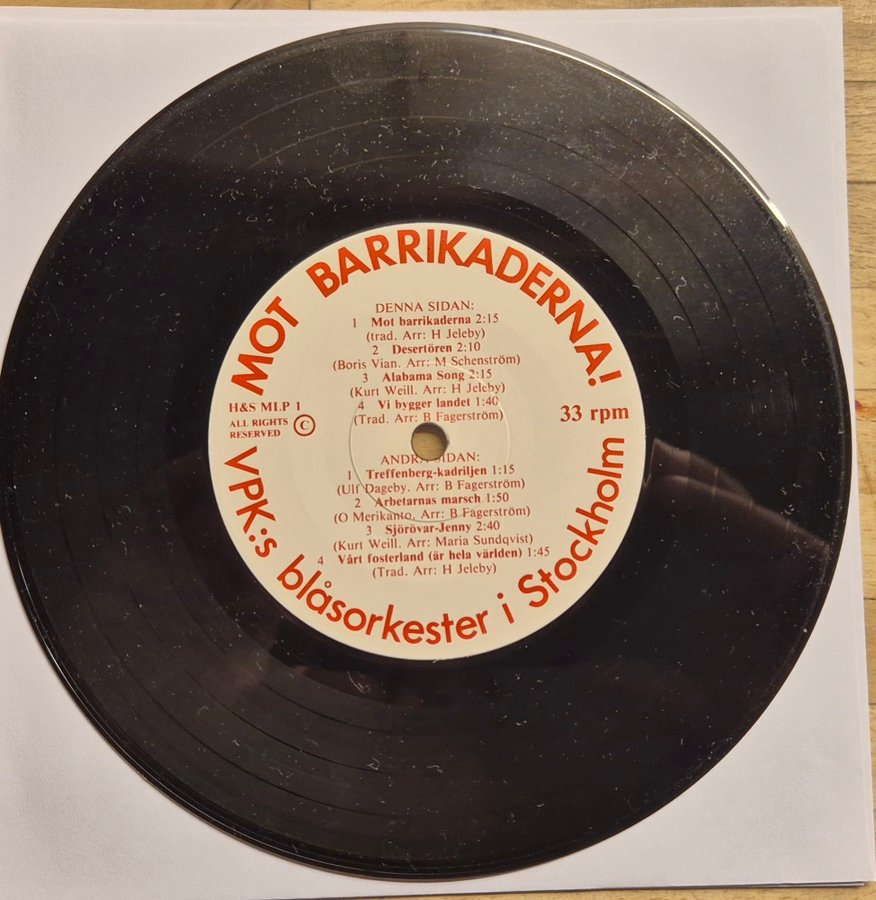 MOT BARRIKADERNA!
DENNA SIDAN:
1 Mot barrikaderna 2:15
(trad. Arr: H Jeleby)
2 Desertören 2:10
(Boris Vian. Arr: M Schenström)
3 Alabama Song 2:15
(Kurt Weill. Arr: H Jeleby)
4 Vi bygger landet 1:40
(Trad. Arr: B Fagerström)
H&S MLP 1
ALL RIGHTS
RESERVED
©
33 rpm
ANDRA SIDAN:
1 Treffenberg-kadriljen 1:15
(Ulf Dageby. Arr: B Fagerström)
2 Arbetarnas marsch 1:50
(O Merikanto. Arr: B Fagerström)
3 Sjörövar-Jenny 2:40
(Kurt Weill. Arr: Maria Sundqvist)
4 Vårt fosterland (är hela världen) 1:45
(Trad. Arr: H Jeleby)
VPK:s blåsorkester i Stockholm